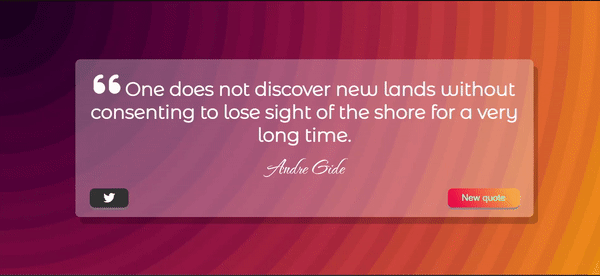 One does not discover new lands without
consenting to lose sight of the shore for a very
long time.
Andre Gide
New quote